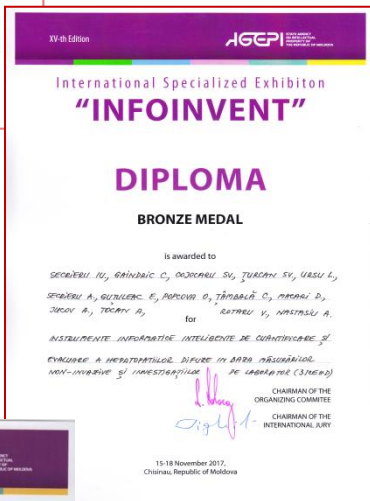 XV-th Edition
AGEPI
STATE AGENCY
ON INTELLECTUAL
PROPERTY OF
THE REPUBLIC OF MOLDOVA
International Specialized Exhibiton
"INFOINVENT"
DIPLOMA
BRONZE MEDAL
is awarded to
SECRIERU IU, GAINDRIC C, COJOCARU SV, ȚURCAN SV, URSU L,
SECRIERU A, GUȚULEAC E, POPCOVA O, TÂMBALĂ C, MACARI D,
JUCOV A, TOCAN A, ROTARU V, NASTASIU A.
for
INSTRUMENTE INFORMATICE INTELIGENTE DE CUANTIFICARE ȘI
EVALUARE A HEPATOPATIILOR DIFUZE IN BAZA MĂSURĂRILOR
NON-INVAZIVE ȘI INVESTIGAȚIILOR DE LABORATOR (3IMEHD)
CHAIRMAN OF THE
ORGANIZING COMMITEE
CHAIRMAN OF THE
INTERNATIONAL JURY
15-18 November 2017,
Chisinau, Republic of Moldova